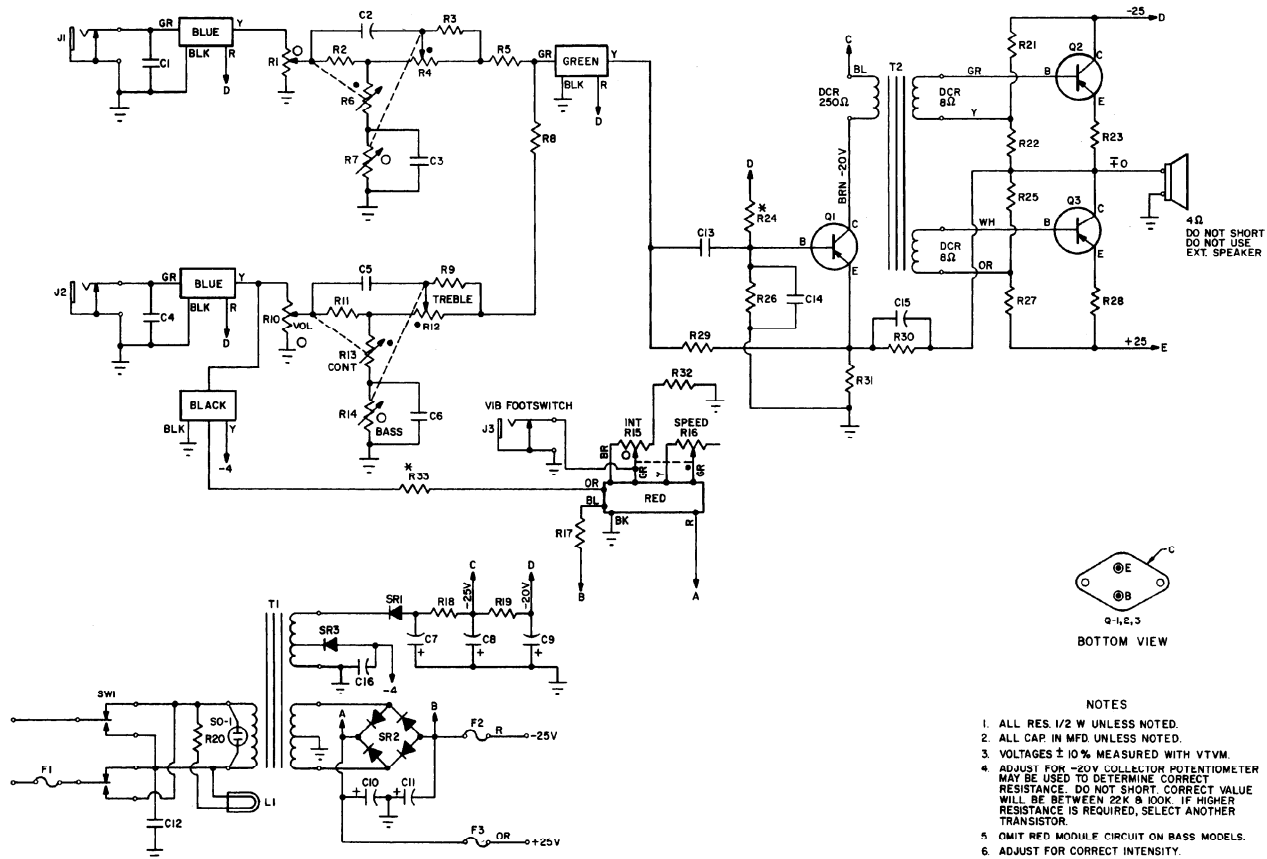 J1
GR
BLUE
Y
BLK
R
D
C1
R1
C2
R3
R2
R4
R5
R6
R7
C3
GR
GREEN
Y
BLK
R
D
R8
J2
GR
BLUE
Y
BLK
R
D
C4
R10
VOL
C5
R9
TREBLE
R11
R12
R13
CONT
R14
BASS
C6
BLACK
BLK
Y
-4
* R33
VIB FOOTSWITCH
J3
R32
INT
R15
SPEED
R16
BR
GR
Y
GR
OR
RED
BL
BK
R
R17
B
A
C
BL
DCR
250Ω
T2
GR
DCR
8Ω
Y
BRN -20V
D
* R24
C13
B
Q1
C
E
R26
C14
R29
R31
C15
R30
WH
DCR
8Ω
OR
-25
D
R21
Q2
C
B
E
R23
R22
∓0
R25
Q3
C
B
E
R27
R28
+25
E
4Ω
DO NOT SHORT
DO NOT USE
EXT. SPEAKER
T1
SR1
R18
C
-25V
R19
D
-20V
SR3
C7
+
C8
+
C9
+
C16
-4
SW1
SO-1
R20
F1
L1
C12
A
SR2
B
F2
R
-25V
+
C10
+
C11
F3
OR
+25V
C
E
B
Q-1,2,3
BOTTOM VIEW
NOTES
1. ALL RES. 1/2 W UNLESS NOTED.
2. ALL CAP. IN MFD. UNLESS NOTED.
3. VOLTAGES ± 10% MEASURED WITH VTVM.
4. ADJUST FOR -20V COLLECTOR POTENTIOMETER
MAY BE USED TO DETERMINE CORRECT
RESISTANCE. DO NOT SHORT. CORRECT VALUE
WILL BE BETWEEN 22K & 100K. IF HIGHER
RESISTANCE IS REQUIRED, SELECT ANOTHER
TRANSISTOR.
5 OMIT RED MODULE CIRCUIT ON BASS MODELS.
6. ADJUST FOR CORRECT INTENSITY.